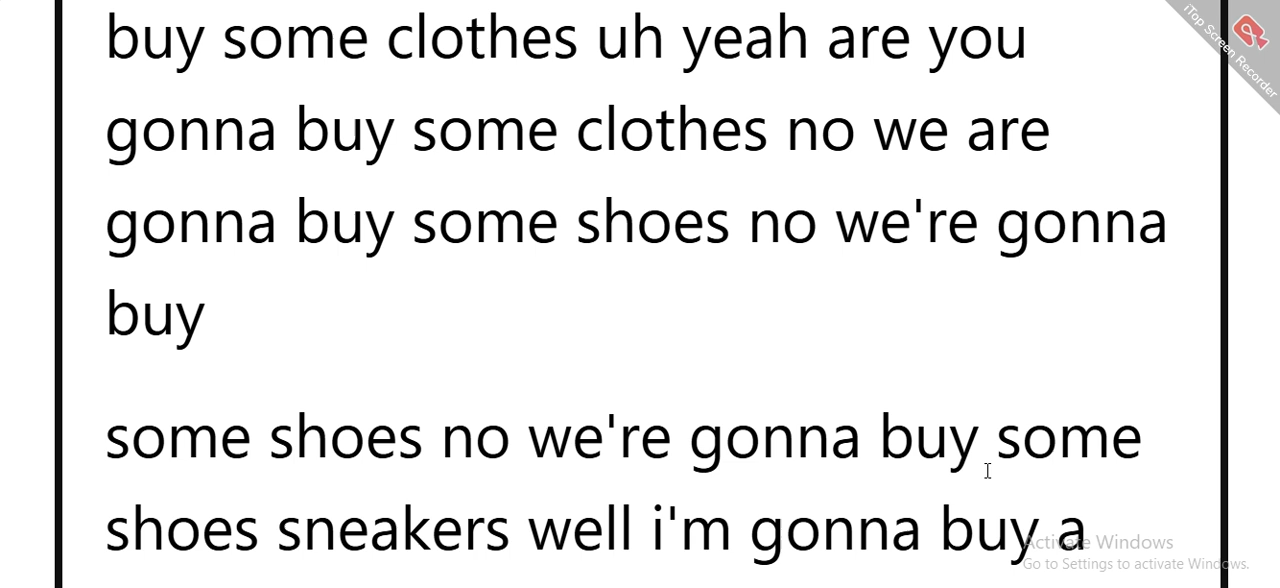 buy some clothes uh yeah are you
gonna buy some clothes no we are
gonna buy some shoes no we're gonna
buy
some shoes no we're gonna buy some
shoes sneakers well i'm gonna buy a
iTop Screen Recorder
Activate Windows
Go to Settings to activate Windows.